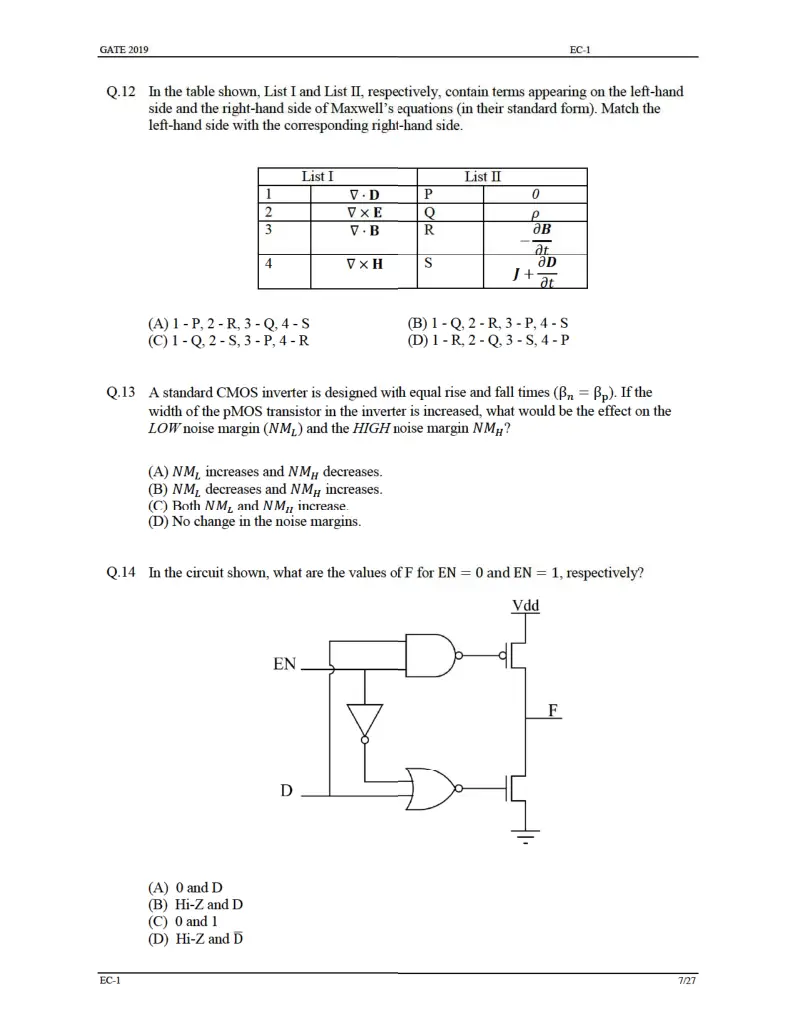 GATE 2019 EC-1
Q.12 In the table shown, List I and List II, respectively, contain terms appearing on the left-hand
side and the right-hand side of Maxwell’s equations (in their standard form). Match the
left-hand side with the corresponding right-hand side.
List I List II
1 ∇ · D P 0
2 ∇ × E Q ρ
3 ∇ · B R −∂B/∂t
4 ∇ × H S J + ∂D/∂t
(A) 1 - P, 2 - R, 3 - Q, 4 - S (B) 1 - Q, 2 - R, 3 - P, 4 - S
(C) 1 - Q, 2 - S, 3 - P, 4 - R (D) 1 - R, 2 - Q, 3 - S, 4 - P
Q.13 A standard CMOS inverter is designed with equal rise and fall times (βₙ = βₚ). If the
width of the pMOS transistor in the inverter is increased, what would be the effect on the
LOW noise margin (NM_L) and the HIGH noise margin NM_H?
(A) NM_L increases and NM_H decreases.
(B) NM_L decreases and NM_H increases.
(C) Both NM_L and NM_H increase.
(D) No change in the noise margins.
Q.14 In the circuit shown, what are the values of F for EN = 0 and EN = 1, respectively?
Vdd
EN
F
D
(A) 0 and D
(B) Hi-Z and D
(C) 0 and 1
(D) Hi-Z and D̅
EC-1 7/27